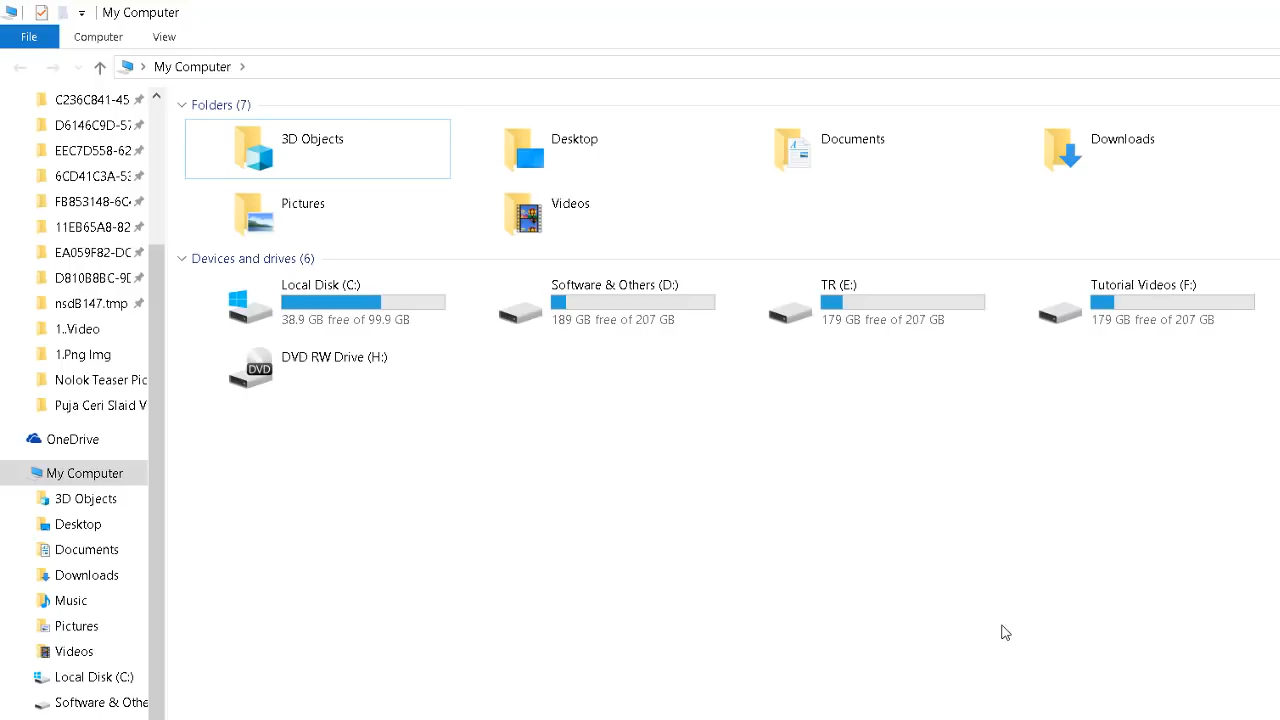 My Computer
File
Computer
View
My Computer
C236C841-45
D6146C9D-57
EEC75B58-62
6CD41C3A-53
FB853148-6C4
11EB65A8-82
EA059F82-DC
D810B8BC-9D
nsdB147.tmp
1..Video
1.Png Img
Nolok Teaser Pic
Puja Ceri Slaid V
OneDrive
My Computer
3D Objects
Desktop
Documents
Downloads
Music
Pictures
Videos
Local Disk (C:)
Software & Othe
Folders (7)
3D Objects
Desktop
Documents
Downloads
Pictures
Videos
Devices and drives (6)
Local Disk (C:)
38.9 GB free of 99.9 GB
Software & Others (D:)
189 GB free of 207 GB
TR (E:)
179 GB free of 207 GB
Tutorial Videos (F:)
179 GB free of 207 GB
DVD RW Drive (H:)
DVD